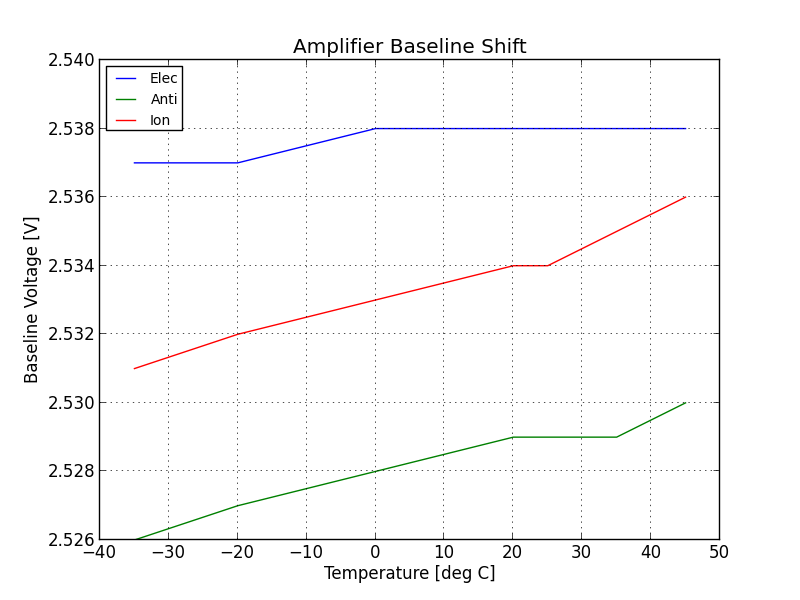 Amplifier Baseline Shift
2.540
2.538
2.536
2.534
2.532
2.530
2.528
2.526
Baseline Voltage [V]
Elec
Anti
Ion
−40 −30 −20 −10 0 10 20 30 40 50
Temperature [deg C]